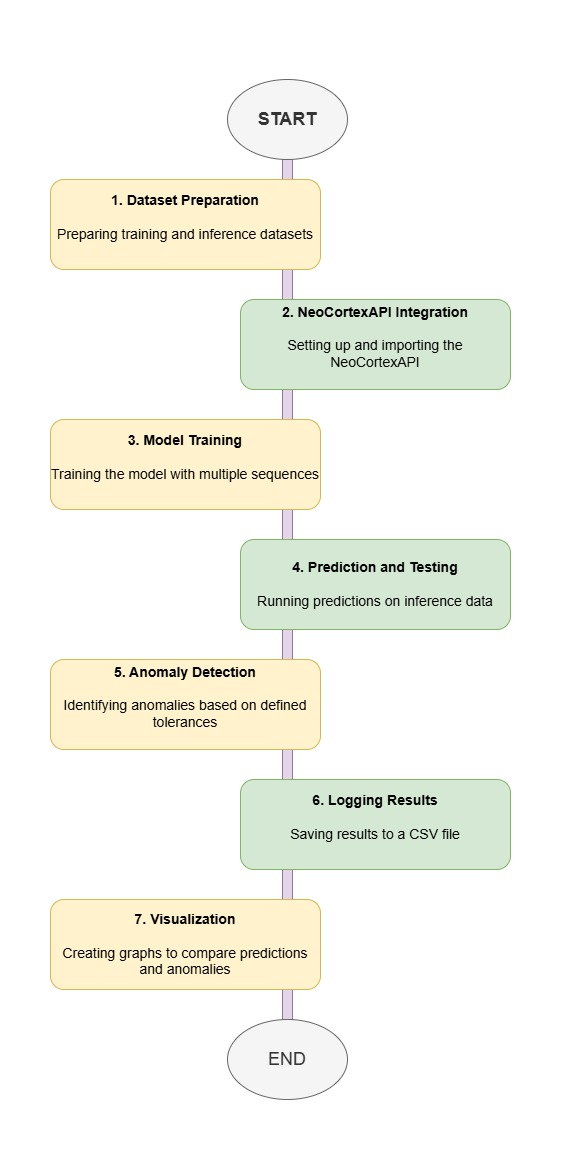 START
1. Dataset Preparation
Preparing training and inference datasets
2. NeoCortexAPI Integration
Setting up and importing the
NeoCortexAPI
3. Model Training
Training the model with multiple sequences
4. Prediction and Testing
Running predictions on inference data
5. Anomaly Detection
Identifying anomalies based on defined
tolerances
6. Logging Results
Saving results to a CSV file
7. Visualization
Creating graphs to compare predictions
and anomalies
END